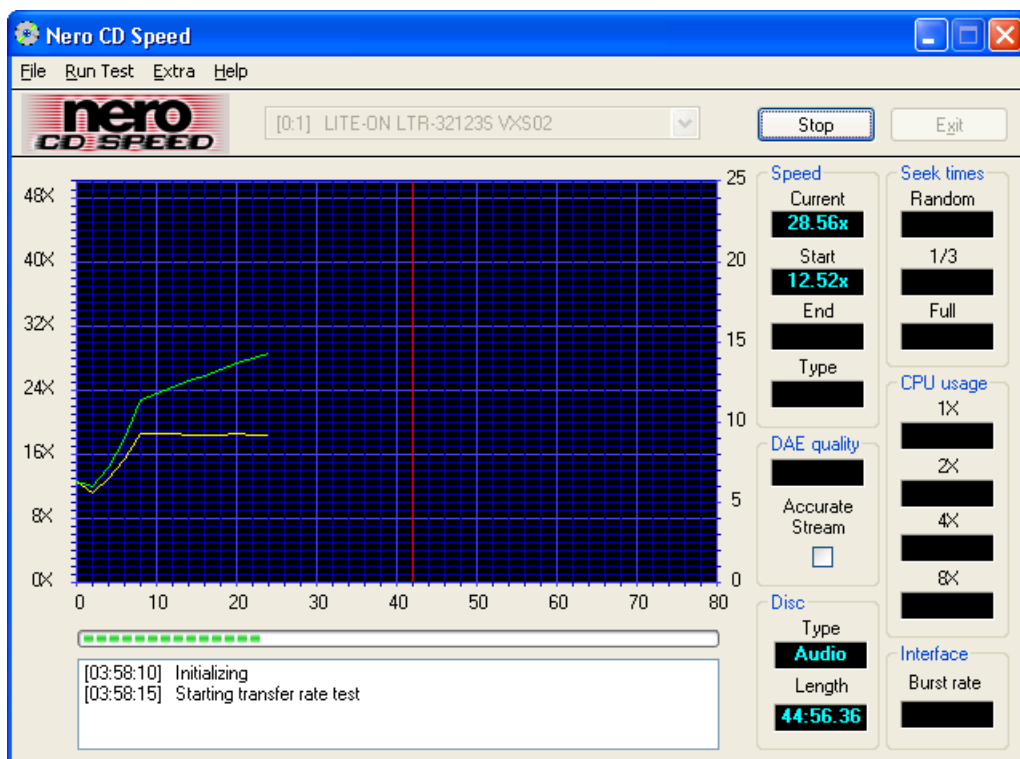 Nero CD Speed
File Run Test Extra Help
nero
CD-SPEED
[0:1] LITE-ON LTR-32123S VXS02
Stop
Exit
48X
40X
32X
24X
16X
8X
0X
25
20
15
10
5
0
0 10 20 30 40 50 60 70 80
[03:58:10] Initializing
[03:58:15] Starting transfer rate test
Speed
Current
28.56x
Start
12.52x
End
Type
DAE quality
Accurate
Stream
Disc
Type
Audio
Length
44:56.36
Seek times
Random
1/3
Full
CPU usage
1X
2X
4X
8X
Interface
Burst rate